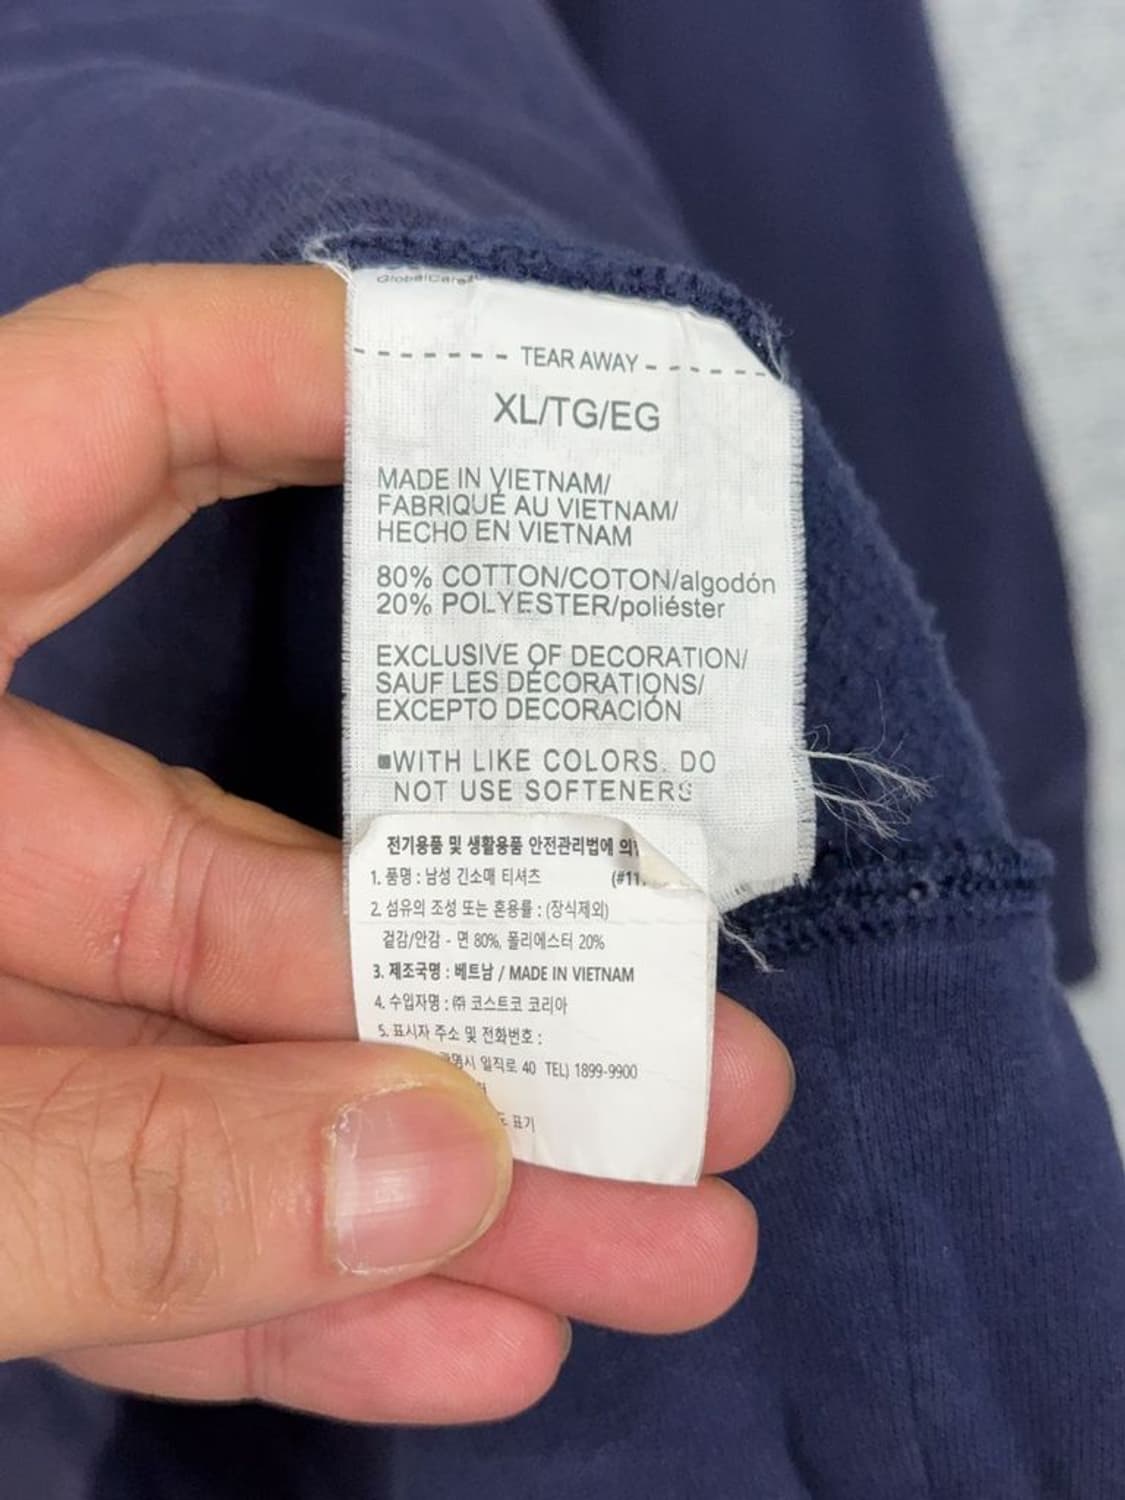 TEAR AWAY
XL/TG/EG
MADE IN VIETNAM/
FABRIQUÉ AU VIETNAM/
HECHO EN VIETNAM
80% COTTON/COTON/algodón
20% POLYESTER/poliéster
EXCLUSIVE OF DECORATION/
SAUF LES DÉCORATIONS/
EXCEPTO DECORACIÓN
■WITH LIKE COLORS. DO
NOT USE SOFTENERS
전기용품 및 생활용품 안전관리법에
1. 품명 : 남성 긴소매 티셔츠 (#11
2. 섬유의 조성 또는 혼용률 : (장식제외)
겉감/안감 - 면 80%, 폴리에스터 20%
3. 제조국명 : 베트남 / MADE IN VIETNAM
4. 수입자명 : ㈜ 코스트코 코리아
5. 표시자 주소 및 전화번호 :
일직로 40 TEL) 1899-9900
표기